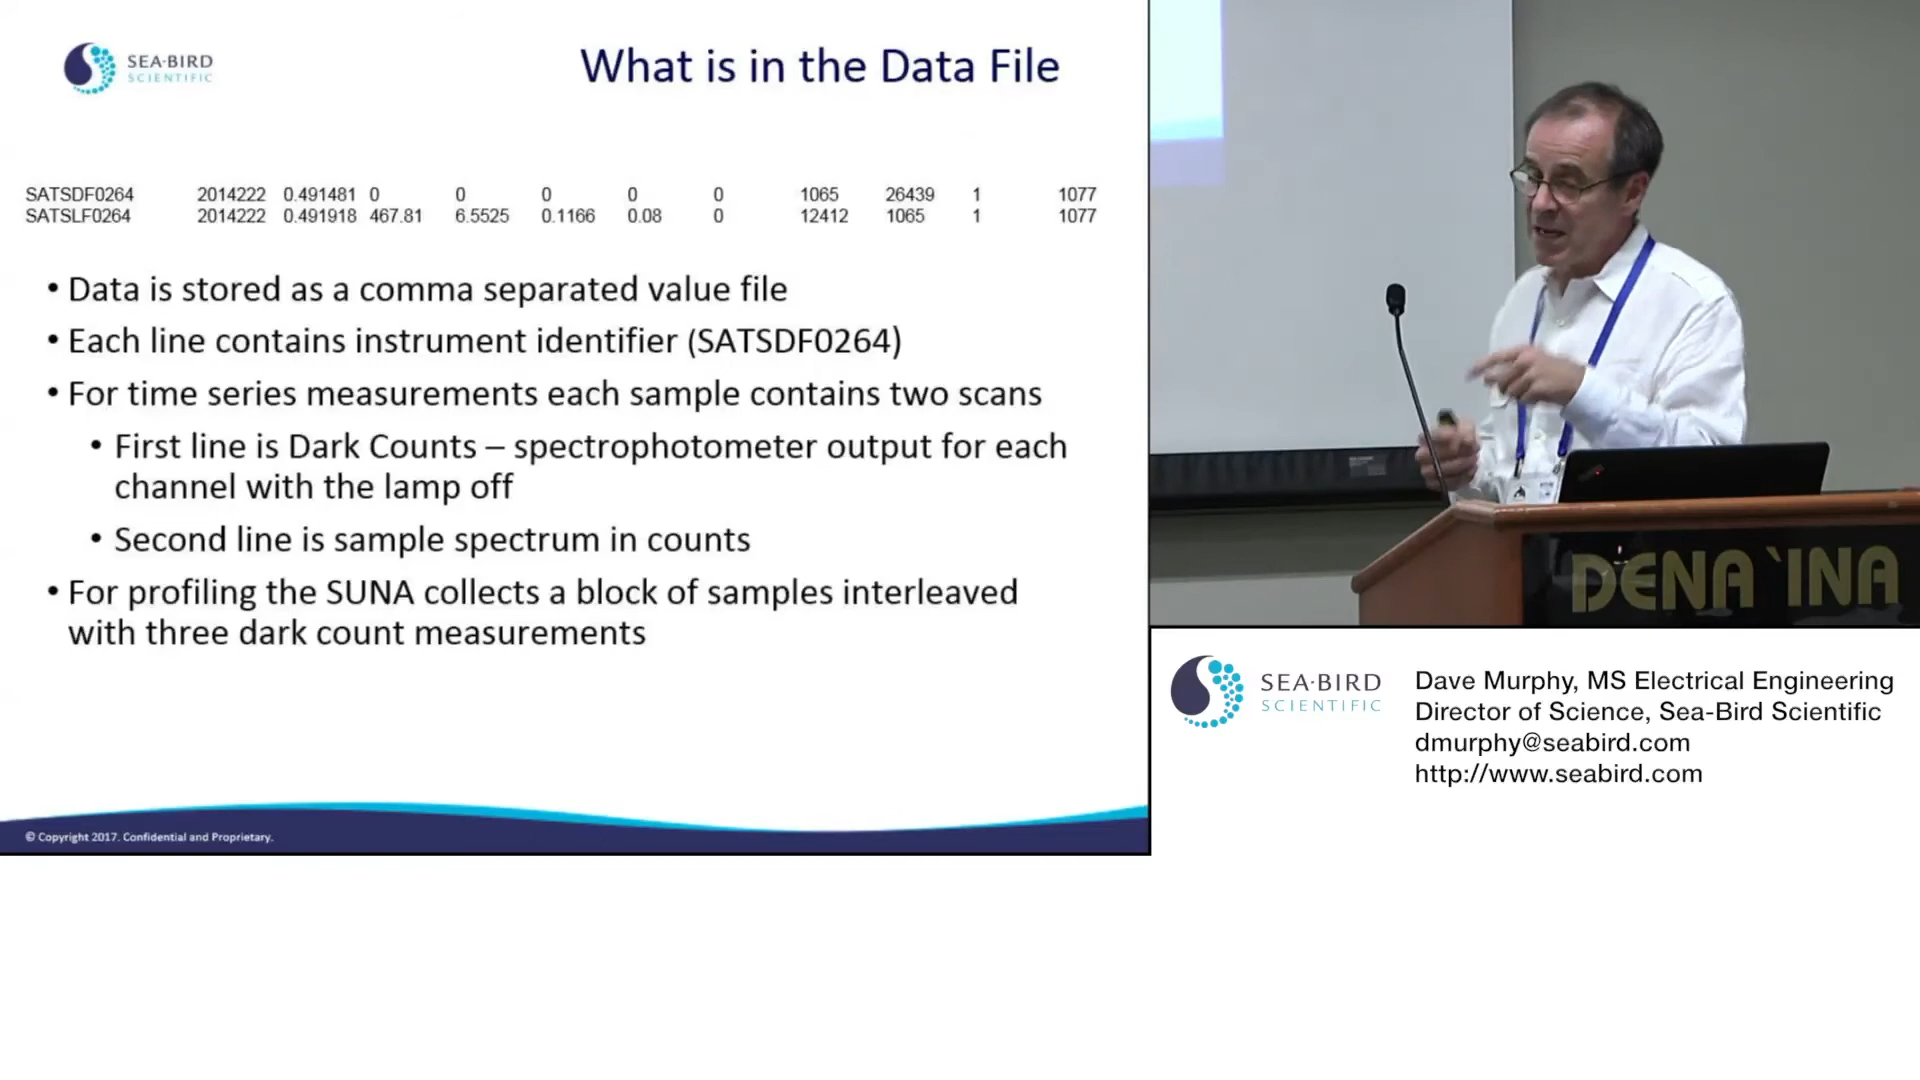 SEA·BIRD
SCIENTIFIC
What is in the Data File
SATSDF0264 2014222 0.491481 0 0 0 0 0 1065 26439 1 1077
SATSLF0264 2014222 0.491918 467.81 6.5525 0.1166 0.08 0 12412 1065 1 1077
• Data is stored as a comma separated value file
• Each line contains instrument identifier (SATSDF0264)
• For time series measurements each sample contains two scans
• First line is Dark Counts – spectrophotometer output for each
channel with the lamp off
• Second line is sample spectrum in counts
• For profiling the SUNA collects a block of samples interleaved
with three dark count measurements
© Copyright 2017. Confidential and Proprietary.
DENA'INA
SEA·BIRD
SCIENTIFIC
Dave Murphy, MS Electrical Engineering
Director of Science, Sea-Bird Scientific
dmurphy@seabird.com
http://www.seabird.com